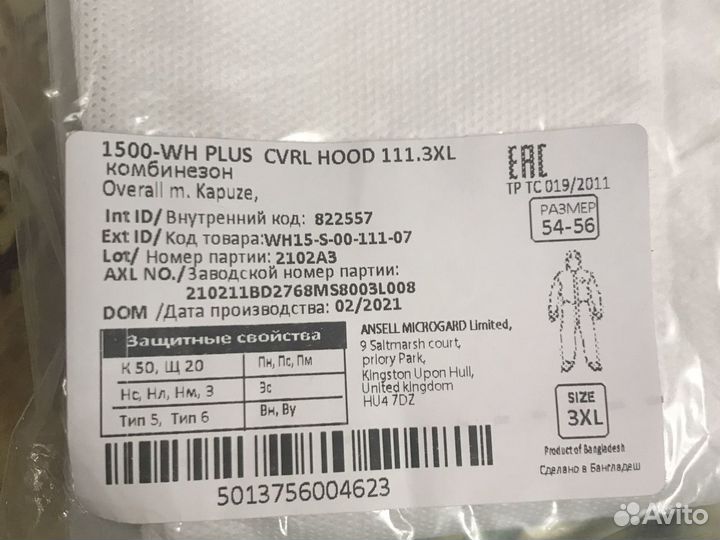 1500-WH PLUS CVRL HOOD 111.3XL
комбинезон
Overall m. Kapuze,
Int ID/ Внутренний код: 822557
Ext ID/ Код товара:WH15-S-00-111-07
Lot/ Номер партии: 2102A3
AXL NO./Заводской номер партии:
210211BD2768MS8003L008
DOM /Дата производства: 02/2021
Защитные свойства
К 50, Щ 20 Пн, Пс, Пм
Нс, Нл, Нм, З Эс
Тип 5, Тип 6 Вн, Ву
ANSELL MICROGARD Limited,
9 Saltmarsh court,
priory Park,
Kingston Upon Hull,
United kingdom
HU4 7DZ
EAC
ТР ТС 019/2011
РАЗМЕР
54-56
SIZE
3XL
Product of Bangladesh
Сделано в Бангладеш
5013756004623
Avito